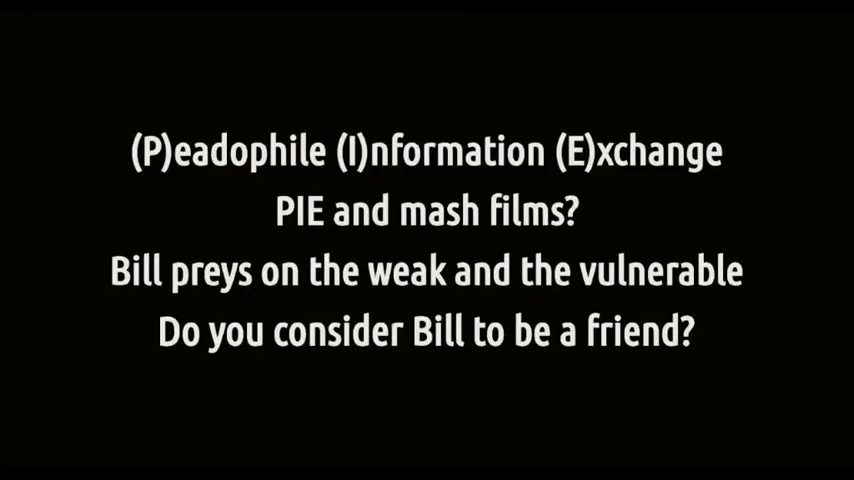 (P)eadophile (I)nformation (E)xchange
PIE and mash films?
Bill preys on the weak and the vulnerable
Do you consider Bill to be a friend?